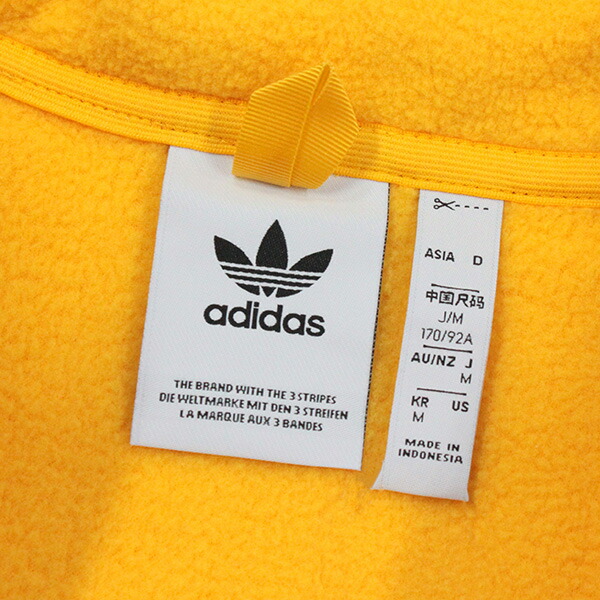 adidas
THE BRAND WITH THE 3 STRIPES
DIE WELTMARKE MIT DEN 3 STREIFEN
LA MARQUE AUX 3 BANDES
ASIA D
中国尺码
J/M
170/92A
AU/NZ J
M
KR US
M
MADE IN
INDONESIA